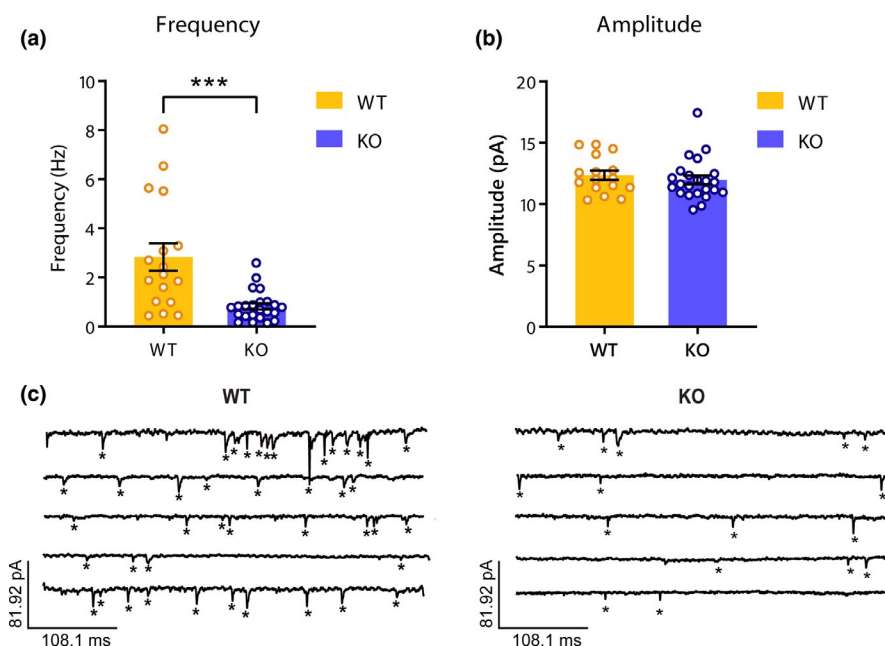 (a) Frequency
Frequency (Hz)
10
8
6
4
2
0
***
WT
KO
WT KO
(b) Amplitude
Amplitude (pA)
20
15
10
5
0
WT
KO
WT KO
(c) WT KO
* * * * * * * * * * * * * *
* * * * * * * *
* * * * * * * *
* * * *
* * * * * * * * * *
81.92 pA
108.1 ms
* * * * *
* * *
* * *
* * *
* *
81.92 pA
108.1 ms